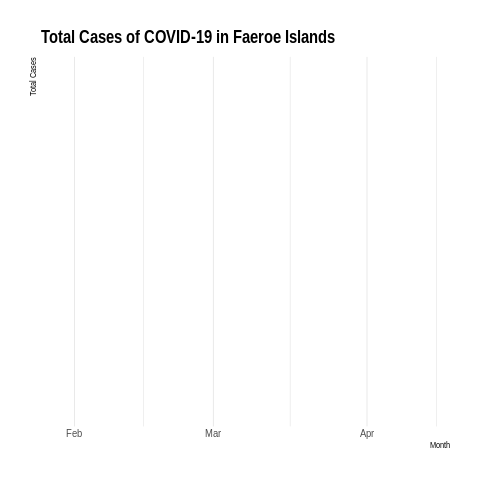 Total Cases of COVID-19 in Faeroe Islands
Total Cases
Feb Mar Apr
Month